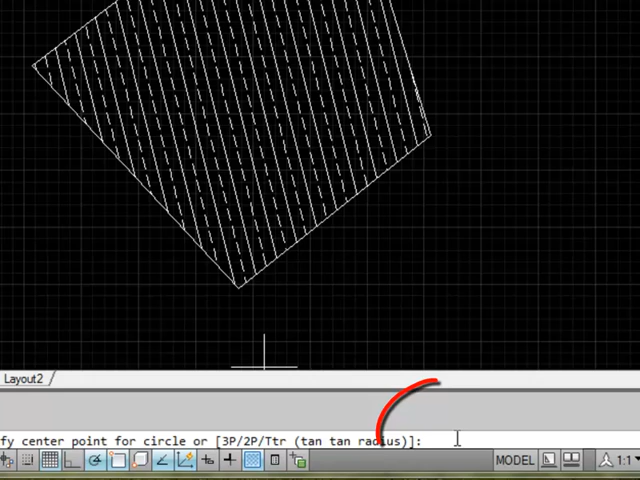 Layout2
fy center point for circle or [3P/2P/Ttr (tan tan radius)]:
MODEL 1:1